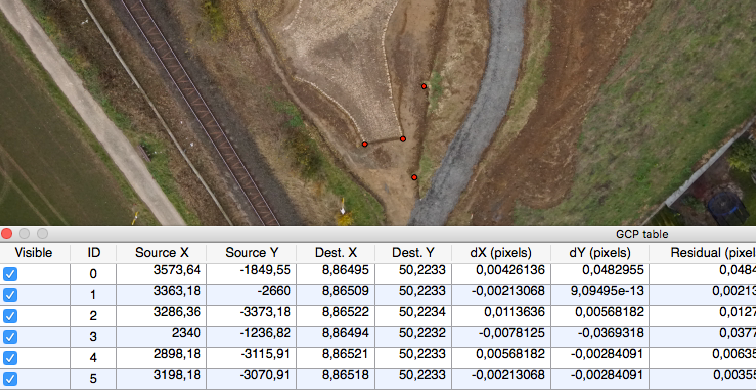 GCP table
Visible ID Source X Source Y Dest. X Dest. Y dX (pixels) dY (pixels) Residual (pixel
0 3573,64 -1849,55 8,86495 50,2233 0,00426136 0,0482955 0,0484
1 3363,18 -2660 8,86509 50,2233 -0,00213068 9,09495e-13 0,00213
2 3286,36 -3373,18 8,86522 50,2234 0,0113636 0,00568182 0,0127
3 2340 -1236,82 8,86494 50,2232 -0,0078125 -0,0369318 0,0377
4 2898,18 -3115,91 8,86521 50,2233 0,00568182 -0,00284091 0,00635
5 3198,18 -3070,91 8,86518 50,2233 -0,00213068 -0,00284091 0,00355